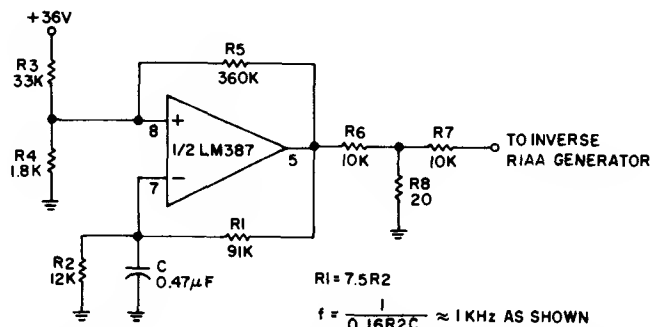 +36V
R3
33K
R5
360K
R4
1.8K
8
+
1/2 LM387
5
7
−
R6
10K
R7
10K
TO INVERSE
RIAA GENERATOR
R8
20
R1
91K
R2
12K
C
0.47µF
R1=7.5R2
f = 1
0.16R2C
≈ 1 KHz AS SHOWN